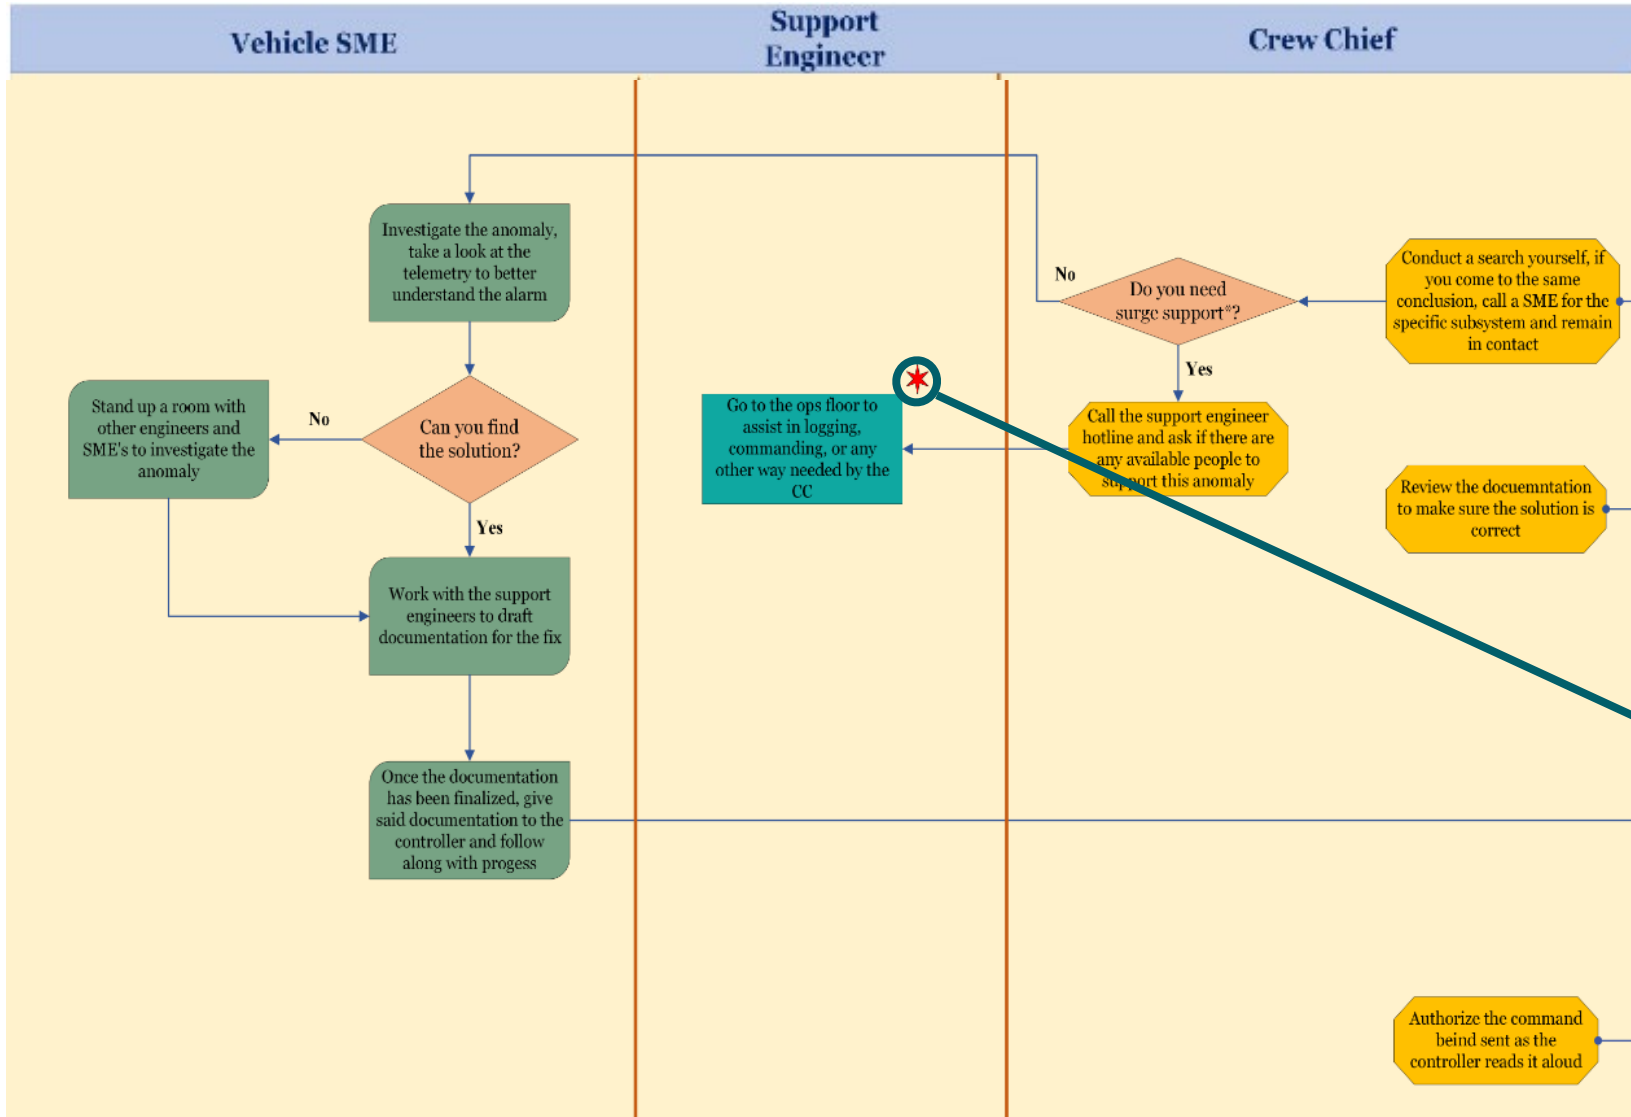 Vehicle SME
Support
Engineer
Crew Chief
Investigate the anomaly,
take a look at the
telemetry to better
understand the alarm
Can you find
the solution?
No
Yes
Stand up a room with
other engineers and
SME's to investigate the
anomaly
Work with the support
engineers to draft
documentation for the fix
Once the documentation
has been finalized, give
said documentation to the
controller and follow
along with progess
Go to the ops floor to
assist in logging,
commanding, or any
other way needed by the
CC
No
Do you need
surge support*?
Yes
Call the support engineer
hotline and ask if there are
any available people to
support this anomaly
Conduct a search yourself, if
you come to the same
conclusion, call a SME for the
specific subsystem and remain
in contact
Review the docuemntation
to make sure the solution is
correct
Authorize the command
beind sent as the
controller reads it aloud